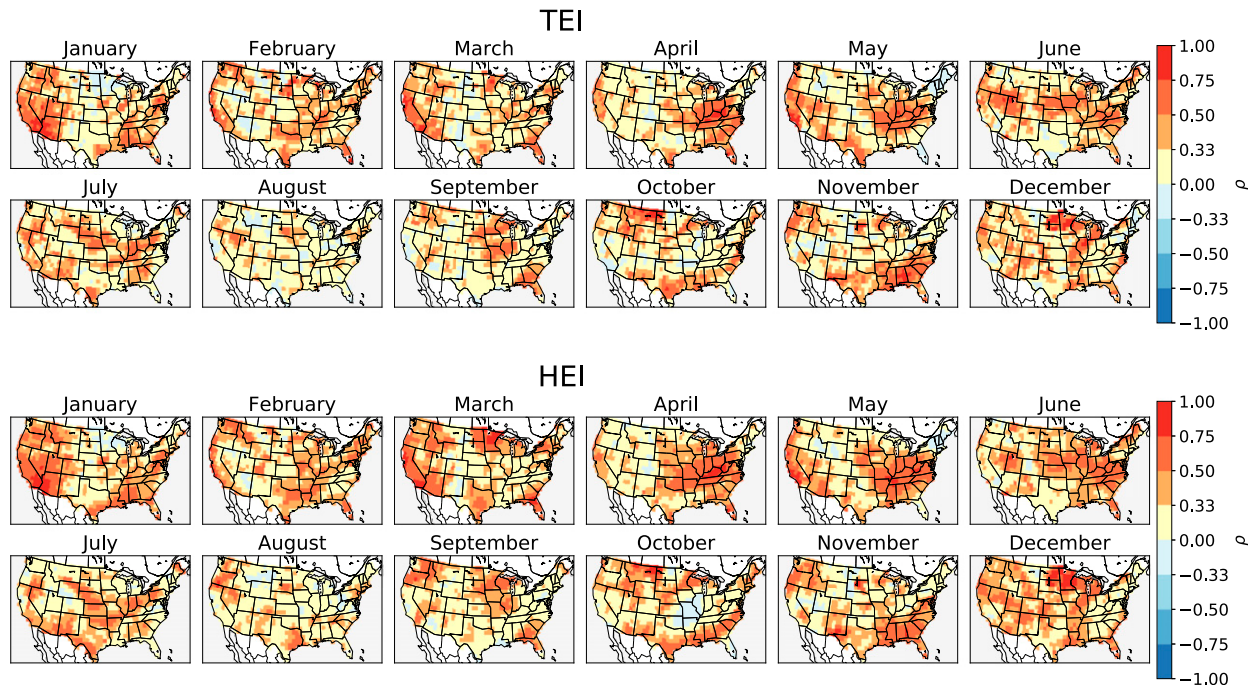 TEI
January February March April May June
July August September October November December
1.00
0.75
0.50
0.33
0.00
−0.33
−0.50
−0.75
−1.00
ρ
HEI
January February March April May June
July August September October November December
1.00
0.75
0.50
0.33
0.00
−0.33
−0.50
−0.75
−1.00
ρ